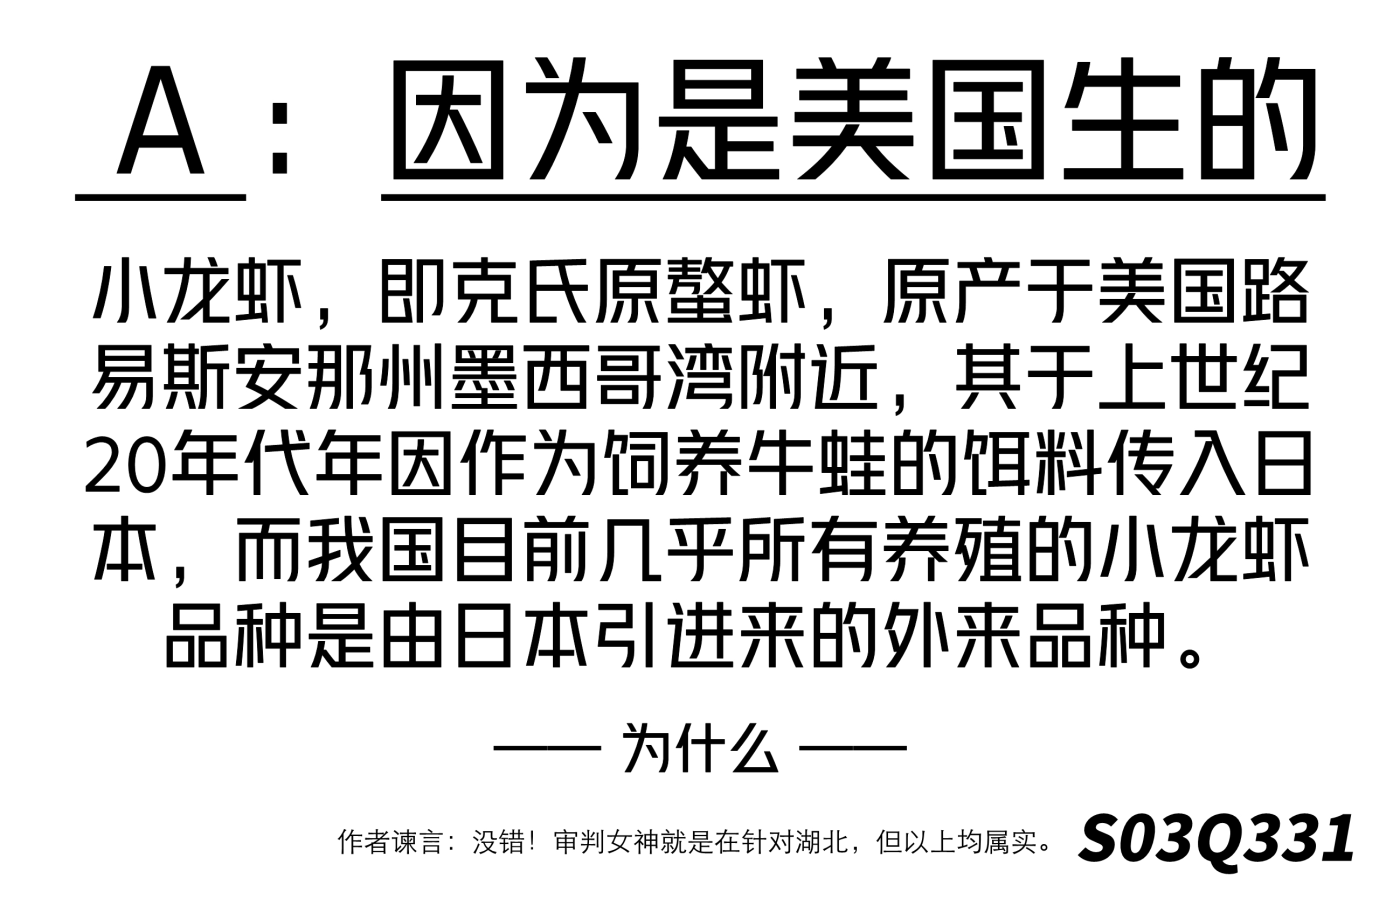 A：因为是美国生的
小龙虾，即克氏原螯虾，原产于美国路
易斯安那州墨西哥湾附近，其于上世纪
20年代年因作为饲养牛蛙的饵料传入日
本，而我国目前几乎所有养殖的小龙虾
品种是由日本引进来的外来品种。
—— 为什么 ——
作者谏言：没错！审判女神就是在针对湖北，但以上均属实。
S03Q331